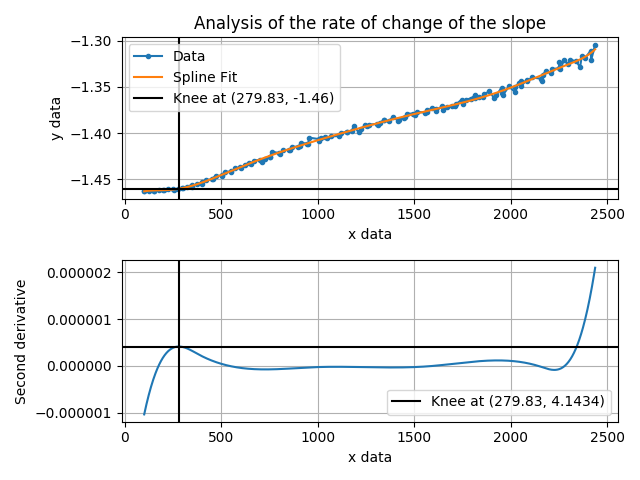 Analysis of the rate of change of the slope
−1.30
−1.35
−1.40
−1.45
y data
Data
Spline Fit
Knee at (279.83, -1.46)
0 500 1000 1500 2000 2500
x data
0.000002
0.000001
0.000000
−0.000001
Second derivative
Knee at (279.83, 4.1434)
0 500 1000 1500 2000 2500
x data